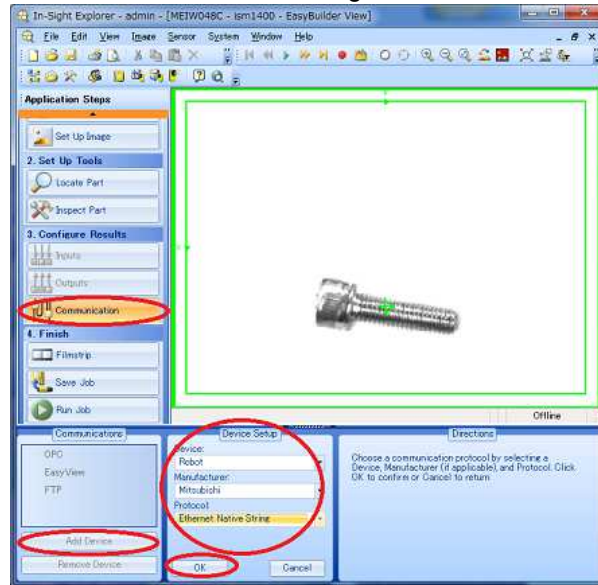 In-Sight Explorer - admin - [MEIW048C - ism1400 - EasyBuilder View]
File Edit View Image Sensor System Window Help
Application Steps
Set Up Image
2. Set Up Tools
Locate Part
Inspect Part
3. Configure Results
Inputs
Outputs
Communication
4. Finish
Filmstrip
Save Job
Run Job
Offline
Communications
OPC
EasyView
FTP
Add Device
Remove Device
Device Setup
Device:
Robot
Manufacturer:
Mitsubishi
Protocol:
Ethernet Native String
OK
Cancel
Directions
Choose a communication protocol by selecting a
Device, Manufacturer (if applicable), and Protocol. Click
OK to confirm or Cancel to return